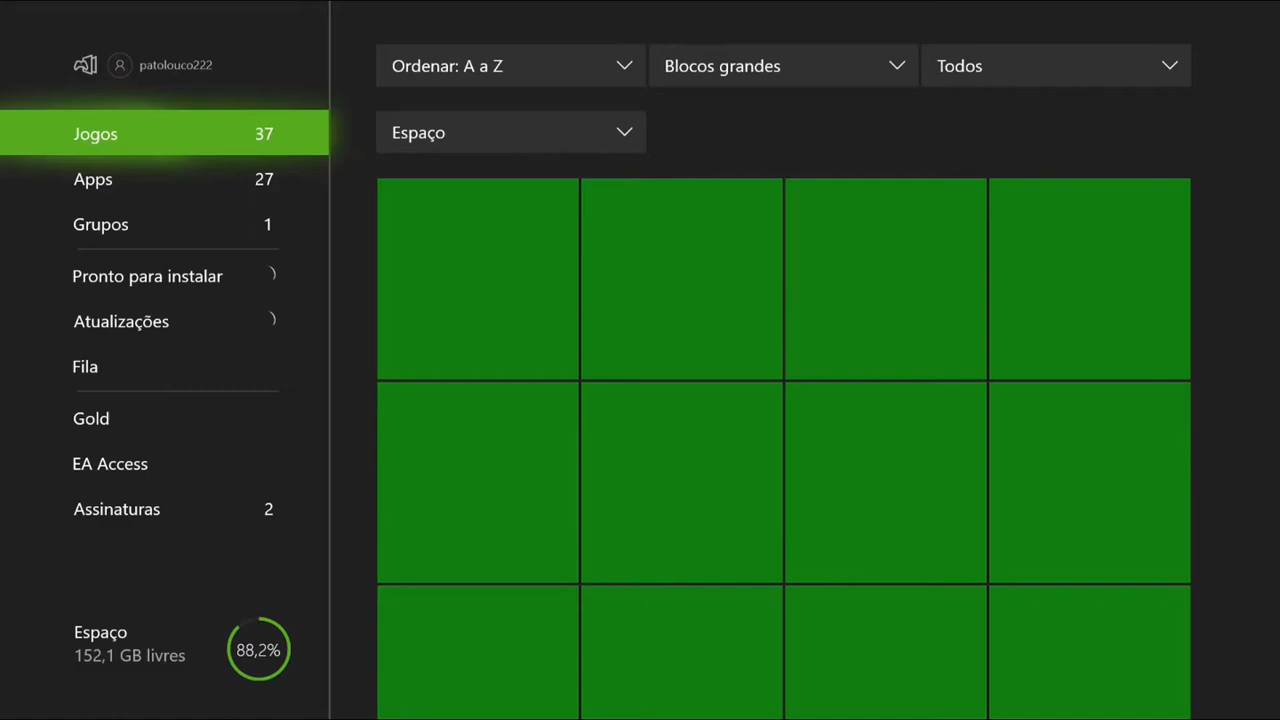 patolouco222
Jogos 37
Apps 27
Grupos 1
Pronto para instalar
Atualizações
Fila
Gold
EA Access
Assinaturas 2
Espaço
152,1 GB livres
88,2%
Ordenar: A a Z
Blocos grandes
Todos
Espaço